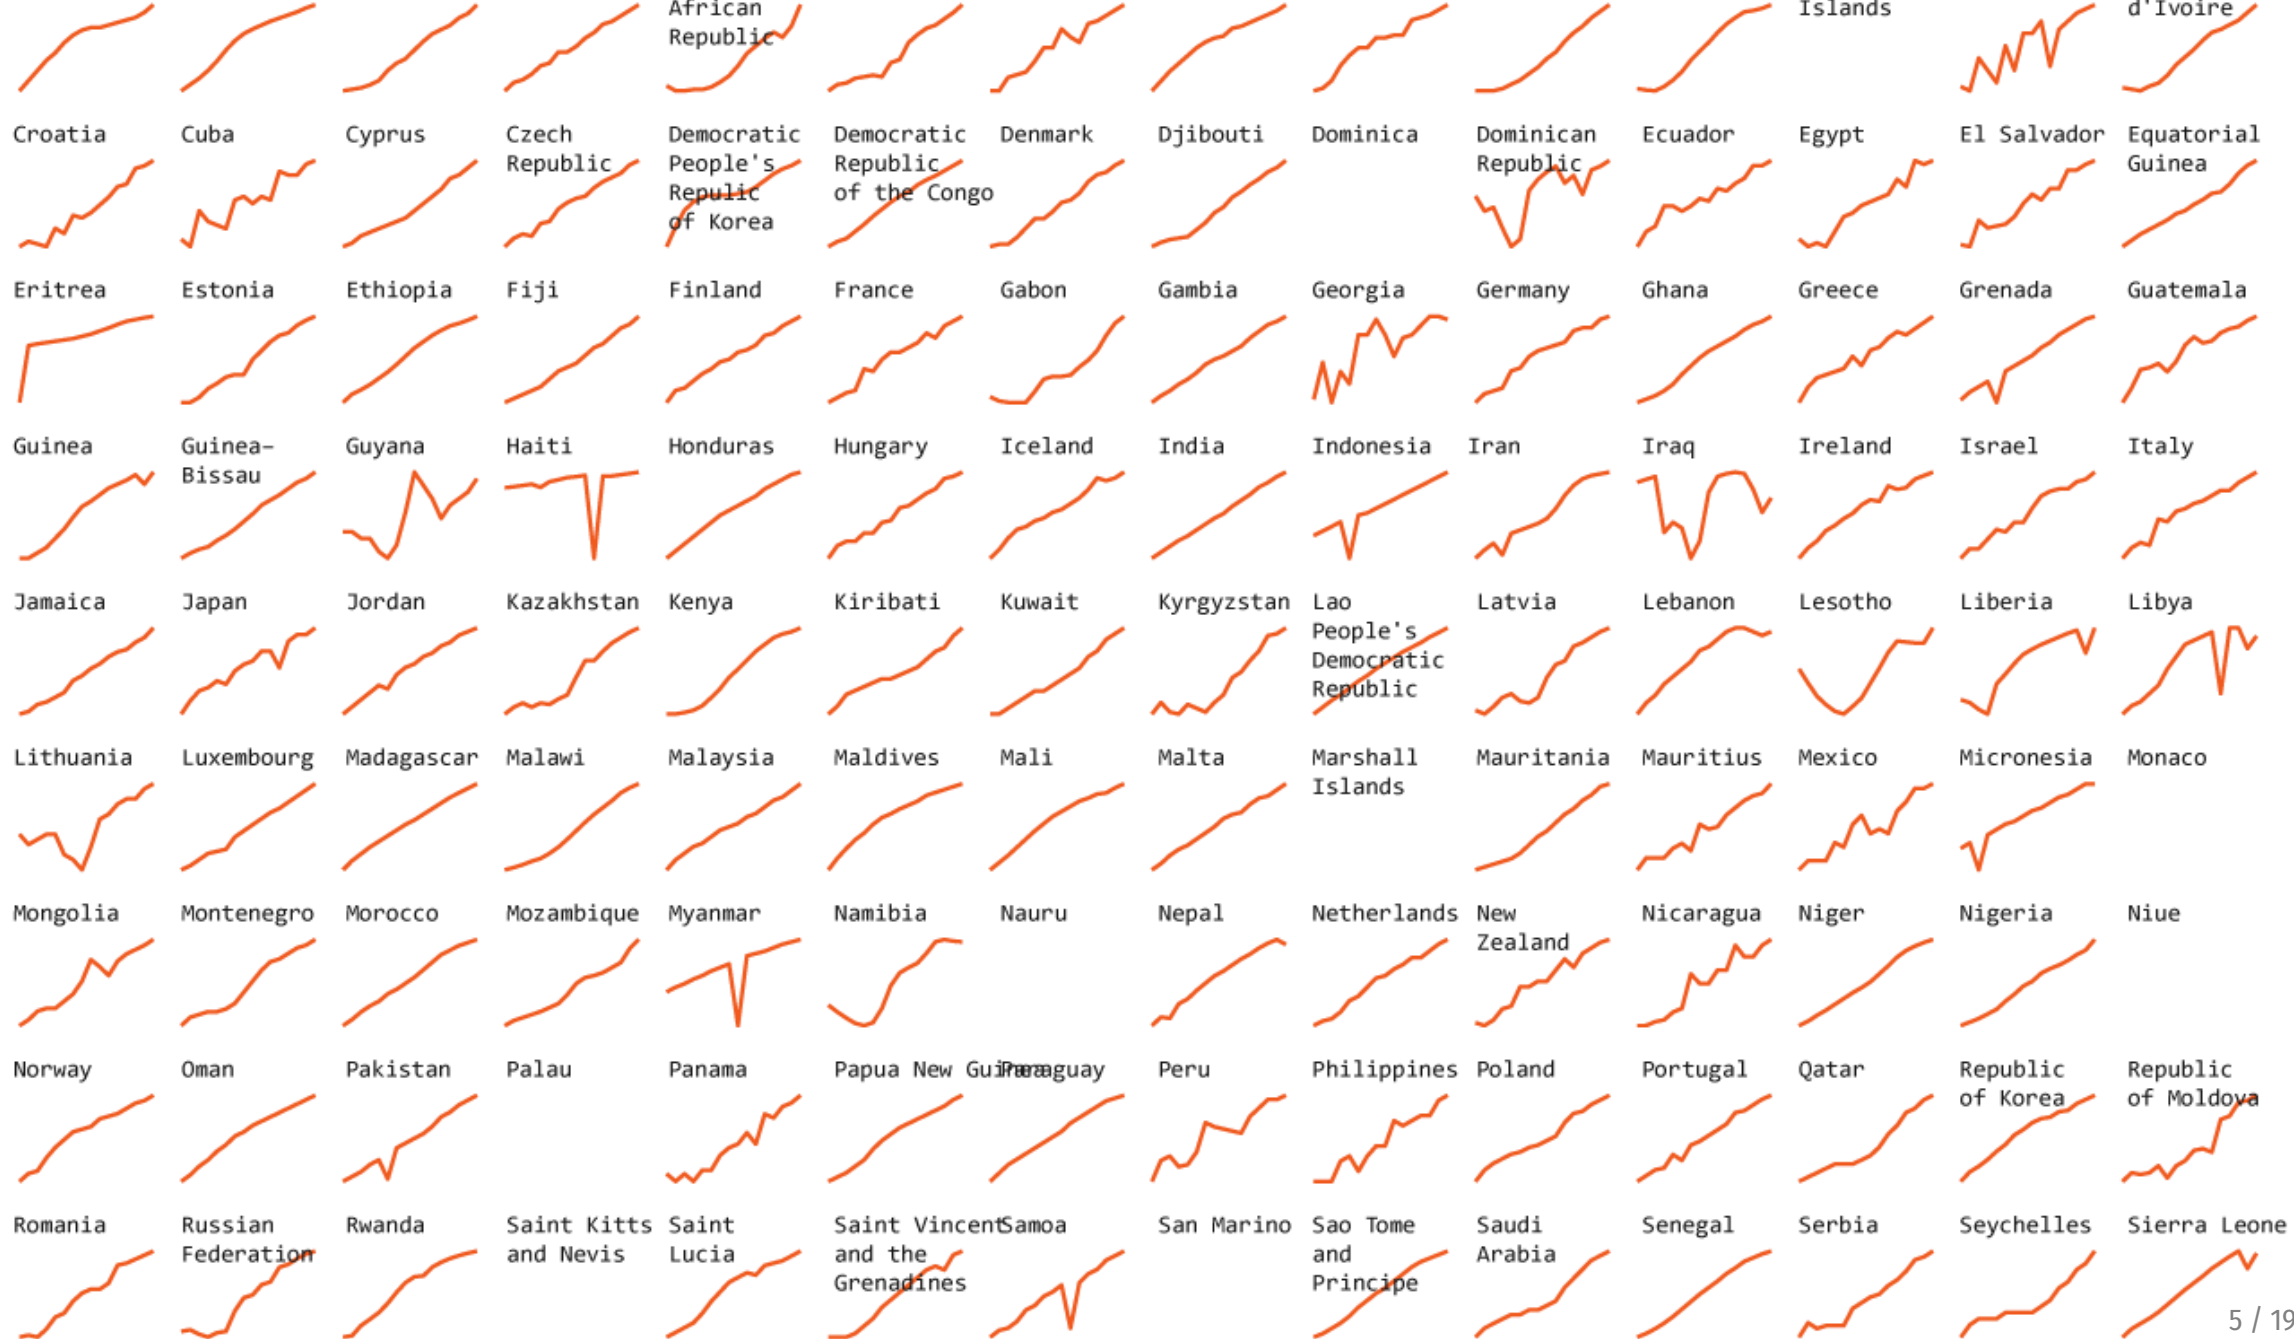 African Islands d'Ivoire
Republic
Croatia Cuba Cyprus Czech Democratic Democratic Denmark Djibouti Dominica Dominican Ecuador Egypt El Salvador Equatorial
Republic People's Republic Republic Guinea
Repulic of the Congo
of Korea
Eritrea Estonia Ethiopia Fiji Finland France Gabon Gambia Georgia Germany Ghana Greece Grenada Guatemala
Guinea Guinea– Guyana Haiti Honduras Hungary Iceland India Indonesia Iran Iraq Ireland Israel Italy
Bissau
Jamaica Japan Jordan Kazakhstan Kenya Kiribati Kuwait Kyrgyzstan Lao Latvia Lebanon Lesotho Liberia Libya
People's
Democratic
Republic
Lithuania Luxembourg Madagascar Malawi Malaysia Maldives Mali Malta Marshall Mauritania Mauritius Mexico Micronesia Monaco
Islands
Mongolia Montenegro Morocco Mozambique Myanmar Namibia Nauru Nepal Netherlands New Nicaragua Niger Nigeria Niue
Zealand
Norway Oman Pakistan Palau Panama Papua New Guinea Paraguay Peru Philippines Poland Portugal Qatar Republic Republic
of Korea of Moldova
Romania Russian Rwanda Saint Kitts Saint Saint Vincent Samoa San Marino Sao Tome Saudi Senegal Serbia Seychelles Sierra Leone
Federation and Nevis Lucia and the and Arabia
Grenadines Principe
5 / 19